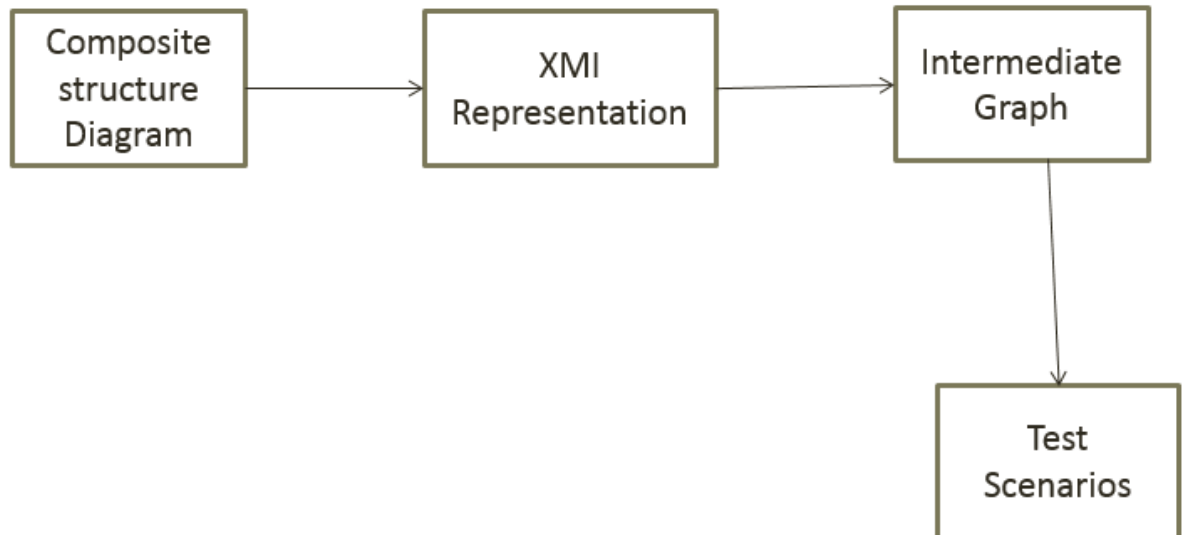 Composite
structure
Diagram
XMI
Representation
Intermediate
Graph
Test
Scenarios